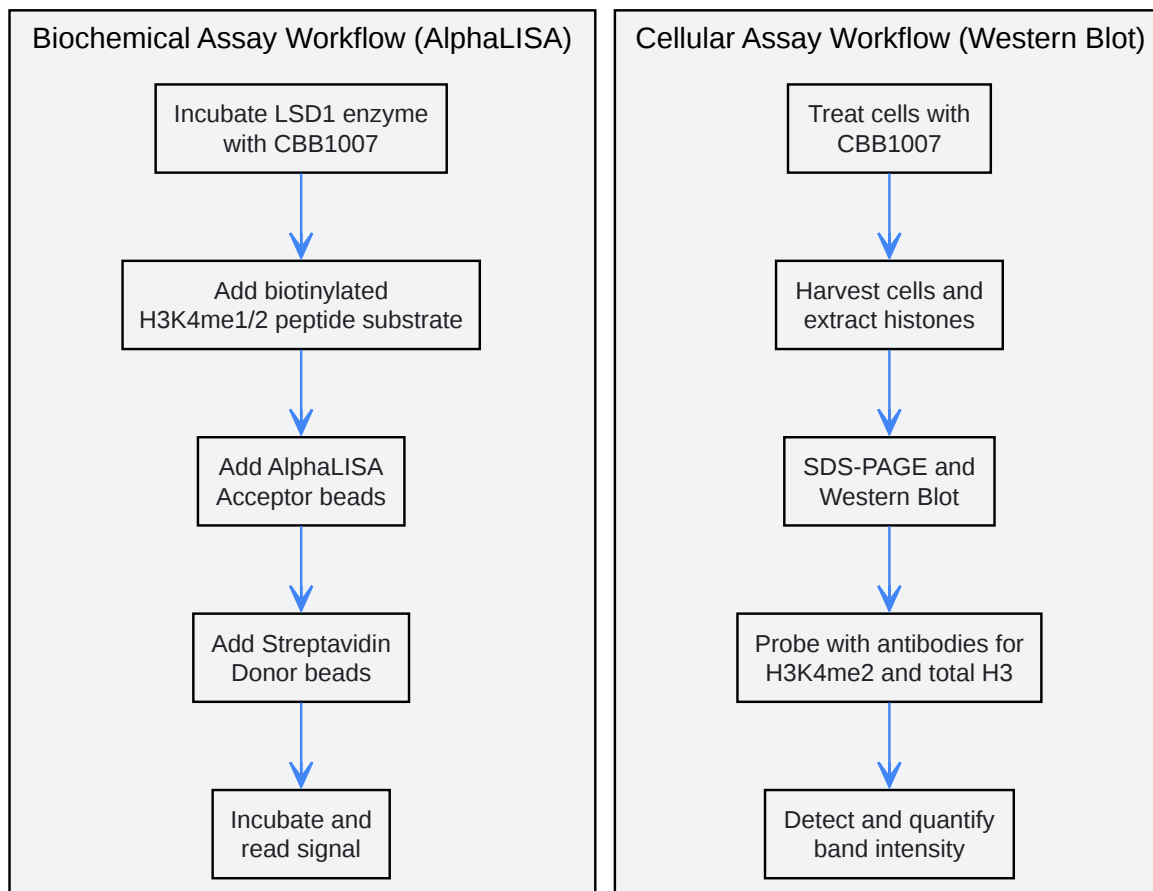 Biochemical Assay Workflow (AlphaLISA)
Incubate LSD1 enzyme
with CBB1007
Add biotinylated
H3K4me1/2 peptide substrate
Add AlphaLISA
Acceptor beads
Add Streptavidin
Donor beads
Incubate and
read signal
Cellular Assay Workflow (Western Blot)
Treat cells with
CBB1007
Harvest cells and
extract histones
SDS-PAGE and
Western Blot
Probe with antibodies for
H3K4me2 and total H3
Detect and quantify
band intensity